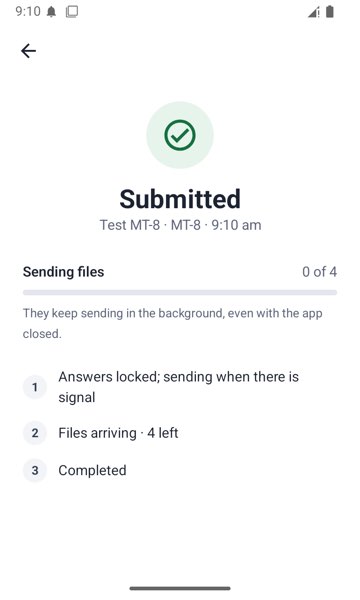 9:10
Submitted
Test MT-8 · MT-8 · 9:10 am
Sending files 0 of 4
They keep sending in the background, even with the app
closed.
1 Answers locked; sending when there is
signal
2 Files arriving · 4 left
3 Completed